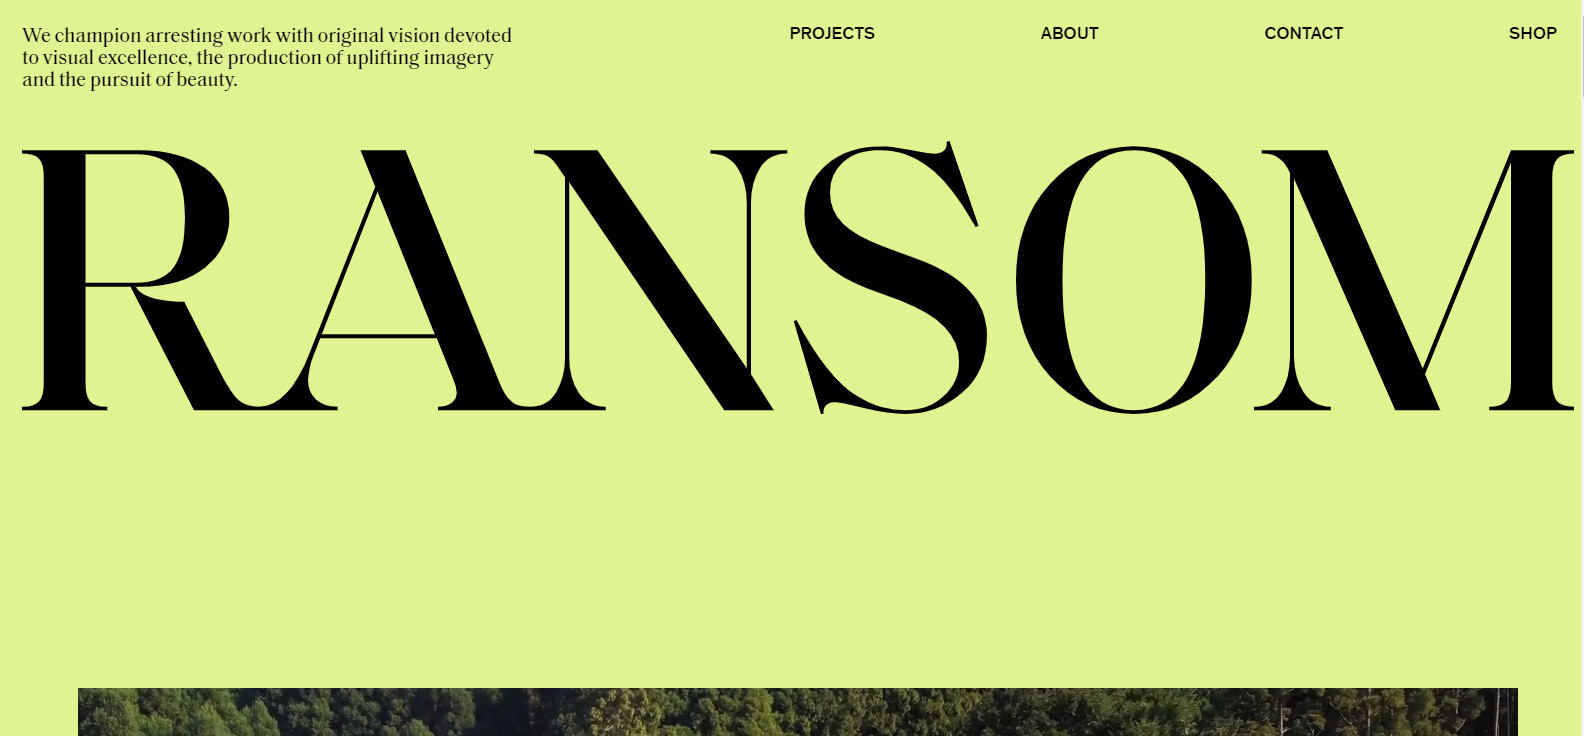 We champion arresting work with original vision devoted
to visual excellence, the production of uplifting imagery
and the pursuit of beauty.
PROJECTS
ABOUT
CONTACT
SHOP
RANSOM